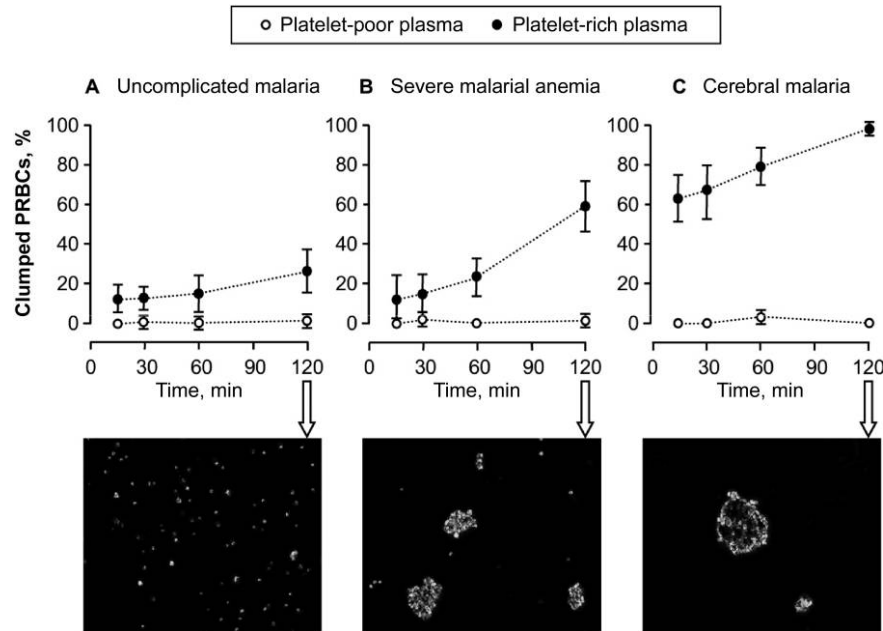 Platelet-poor plasma Platelet-rich plasma
A Uncomplicated malaria B Severe malarial anemia C Cerebral malaria
Clumped PRBCs, %
100 100 100
80 80 80
60 60 60
40 40 40
20 20 20
0 0 0
0 30 60 90 120 0 30 60 90 120 0 30 60 90 120
Time, min Time, min Time, min